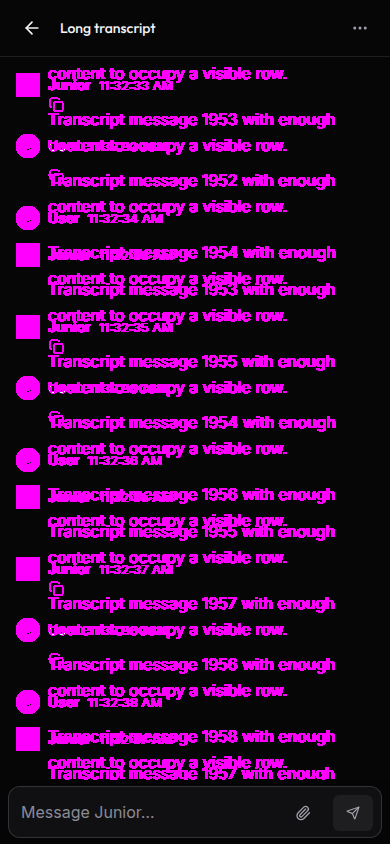 Long transcript
content to occupy a visible row.
Junior 11:32:33 AM
Transcript message 1953 with enough
content to occupy a visible row.
Transcript message 1952 with enough
content to occupy a visible row.
User 11:32:34 AM
Transcript message 1954 with enough
content to occupy a visible row.
Transcript message 1953 with enough
content to occupy a visible row.
Junior 11:32:35 AM
Transcript message 1955 with enough
content to occupy a visible row.
Transcript message 1954 with enough
content to occupy a visible row.
User 11:32:36 AM
Transcript message 1956 with enough
content to occupy a visible row.
Transcript message 1955 with enough
content to occupy a visible row.
Junior 11:32:37 AM
Transcript message 1957 with enough
content to occupy a visible row.
Transcript message 1956 with enough
content to occupy a visible row.
User 11:32:38 AM
Transcript message 1958 with enough
content to occupy a visible row.
Transcript message 1957 with enough
Message Junior...